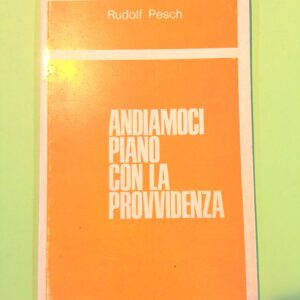 Rudolf Pesch
ANDIAMOCI
PIANO
CON LA
PROVVIDENZA